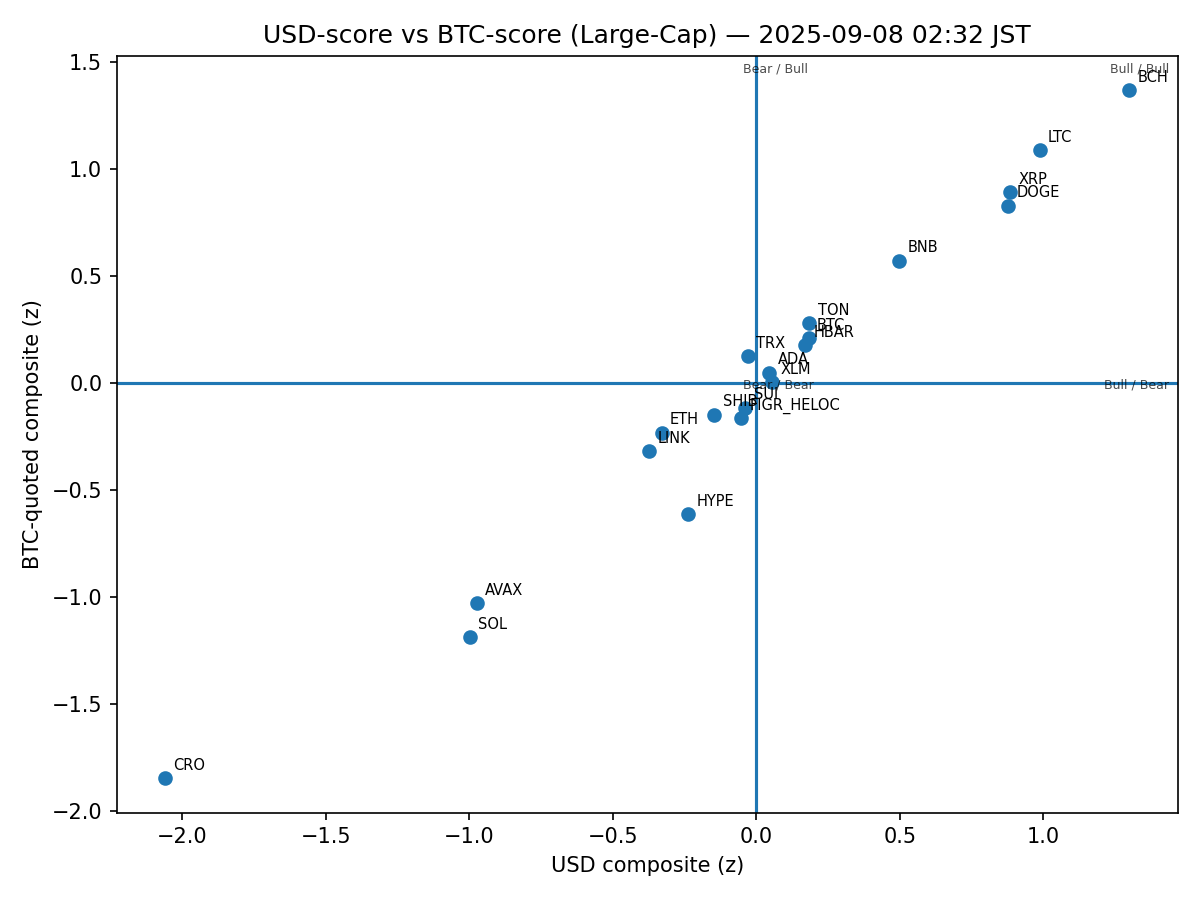 USD-score vs BTC-score (Large-Cap) — 2025-09-08 02:32 JST
Bear / Bull
Bull / Bull
BCH
LTC
XRP
DOGE
BNB
TON
BTC
HBAR
TRX
ADA
XLM
Bear / Bear
Bull / Bear
SUI
SHIB
FIGR_HELOC
ETH
LINK
HYPE
AVAX
SOL
CRO
1.5
1.0
0.5
0.0
−0.5
−1.0
−1.5
−2.0
BTC-quoted composite (z)
−2.0
−1.5
−1.0
−0.5
0.0
0.5
1.0
USD composite (z)